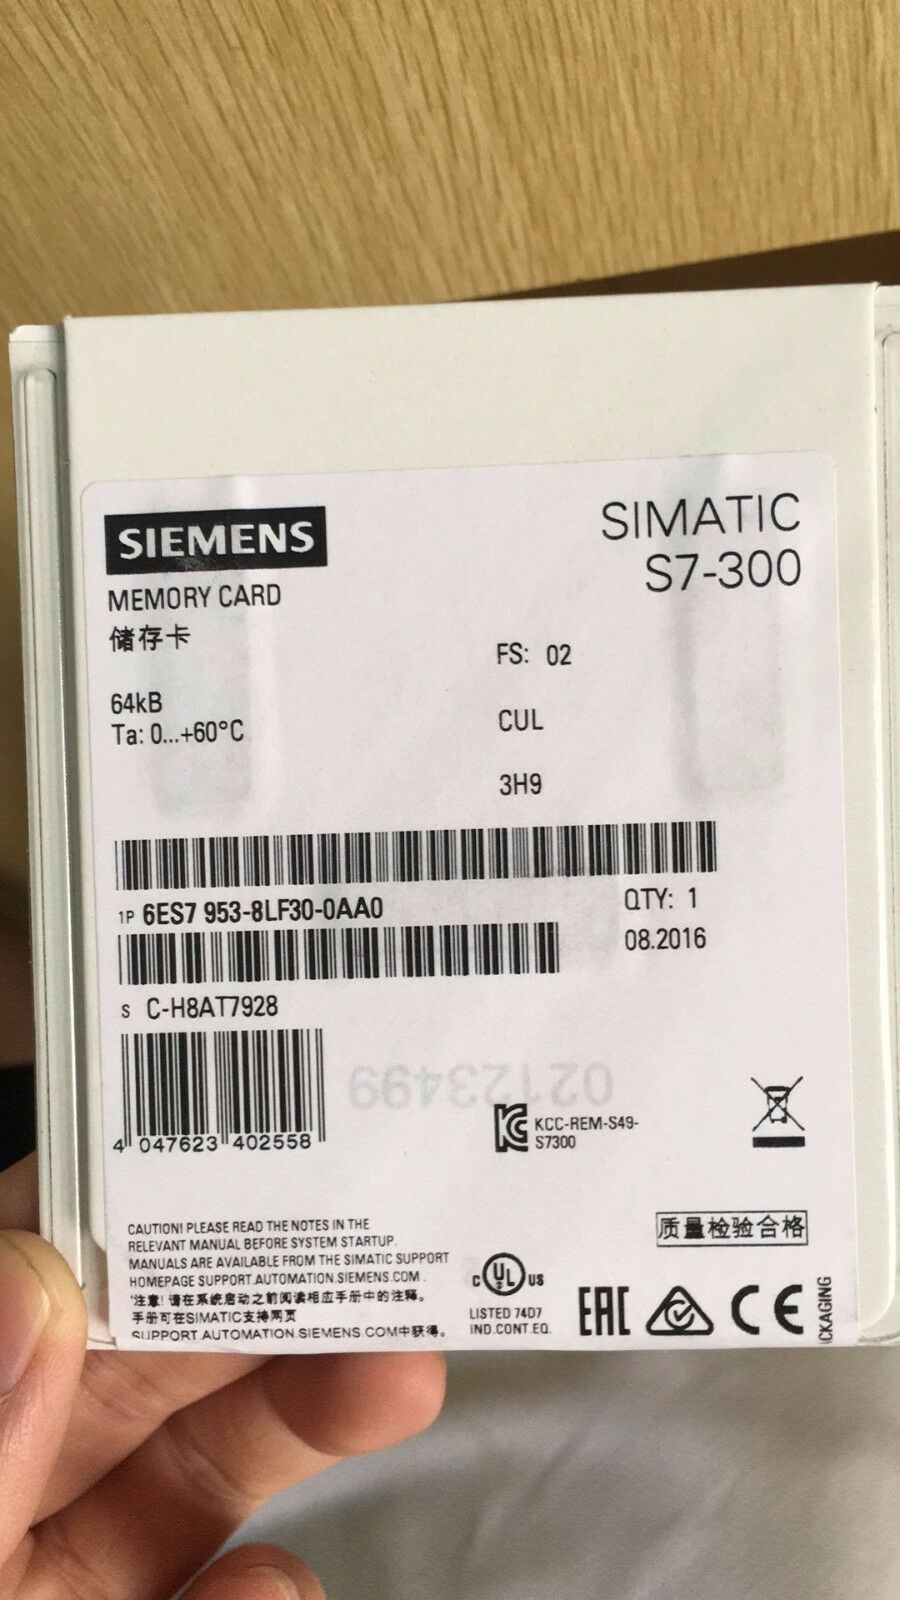 SIEMENS
SIMATIC
S7-300
MEMORY CARD
储存卡
FS: 02
64kB
Ta: 0...+60°C
CUL
3H9
1P 6ES7 953-8LF30-0AA0
QTY: 1
08.2016
S C-H8AT7928
02123499
4 047623 402558
KCC-REM-S49-
S7300
质量检验合格
CAUTION! PLEASE READ THE NOTES IN THE
RELEVANT MANUAL BEFORE SYSTEM STARTUP.
MANUALS ARE AVAILABLE FROM THE SIMATIC SUPPORT
HOMEPAGE SUPPORT.AUTOMATION.SIEMENS.COM .
'注意! 请在系统启动之前阅读相应手册中的注释。
手册可在SIMATIC支持网页
SUPPORT.AUTOMATION.SIEMENS.COM中获得。
C UL US
LISTED 74D7
IND.CONT.EQ.
EAC
CE
CKAGING